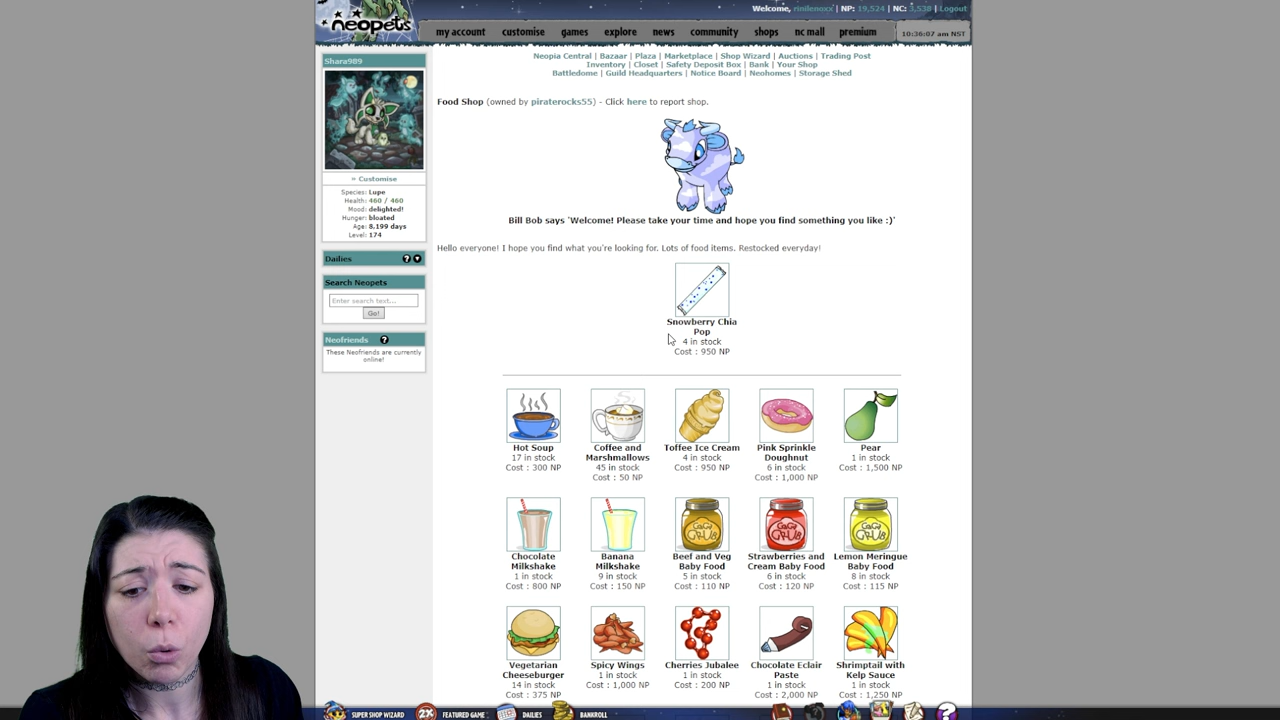 neopets
Welcome, rinilenoxx | NP: 19,524 | NC: 3,538 | Logout
my account customise games explore news community shops nc mall premium
10:36:07 am NST
Neopia Central | Bazaar | Plaza | Marketplace | Shop Wizard | Auctions | Trading Post
Inventory | Closet | Safety Deposit Box | Bank | Your Shop
Battledome | Guild Headquarters | Notice Board | Neohomes | Storage Shed
Shara989
» Customise
Species: Lupe
Health: 460 / 460
Mood: delighted!
Hunger: bloated
Age: 8,199 days
Level: 174
Dailies
Search Neopets
Enter search text...
Go!
Neofriends
These Neofriends are currently
online!
Food Shop (owned by piraterocks55) - Click here to report shop.
Bill Bob says 'Welcome! Please take your time and hope you find something you like :)'
Hello everyone! I hope you find what you're looking for. Lots of food items. Restocked everyday!
Snowberry Chia
Pop
4 in stock
Cost : 950 NP
Hot Soup
17 in stock
Cost : 300 NP
Coffee and
Marshmallows
45 in stock
Cost : 50 NP
Toffee Ice Cream
4 in stock
Cost : 950 NP
Pink Sprinkle
Doughnut
6 in stock
Cost : 1,000 NP
Pear
1 in stock
Cost : 1,500 NP
Chocolate
Milkshake
1 in stock
Cost : 800 NP
Banana
Milkshake
9 in stock
Cost : 150 NP
Beef and Veg
Baby Food
5 in stock
Cost : 110 NP
Strawberries and
Cream Baby Food
6 in stock
Cost : 120 NP
Lemon Meringue
Baby Food
8 in stock
Cost : 115 NP
Vegetarian
Cheeseburger
14 in stock
Cost : 375 NP
Spicy Wings
1 in stock
Cost : 1,000 NP
Cherries Jubalee
1 in stock
Cost : 200 NP
Chocolate Eclair
Paste
1 in stock
Cost : 2,000 NP
Shrimptail with
Kelp Sauce
1 in stock
Cost : 1,250 NP
SUPER SHOP WIZARD 2X FEATURED GAME DAILIES BANKROLL